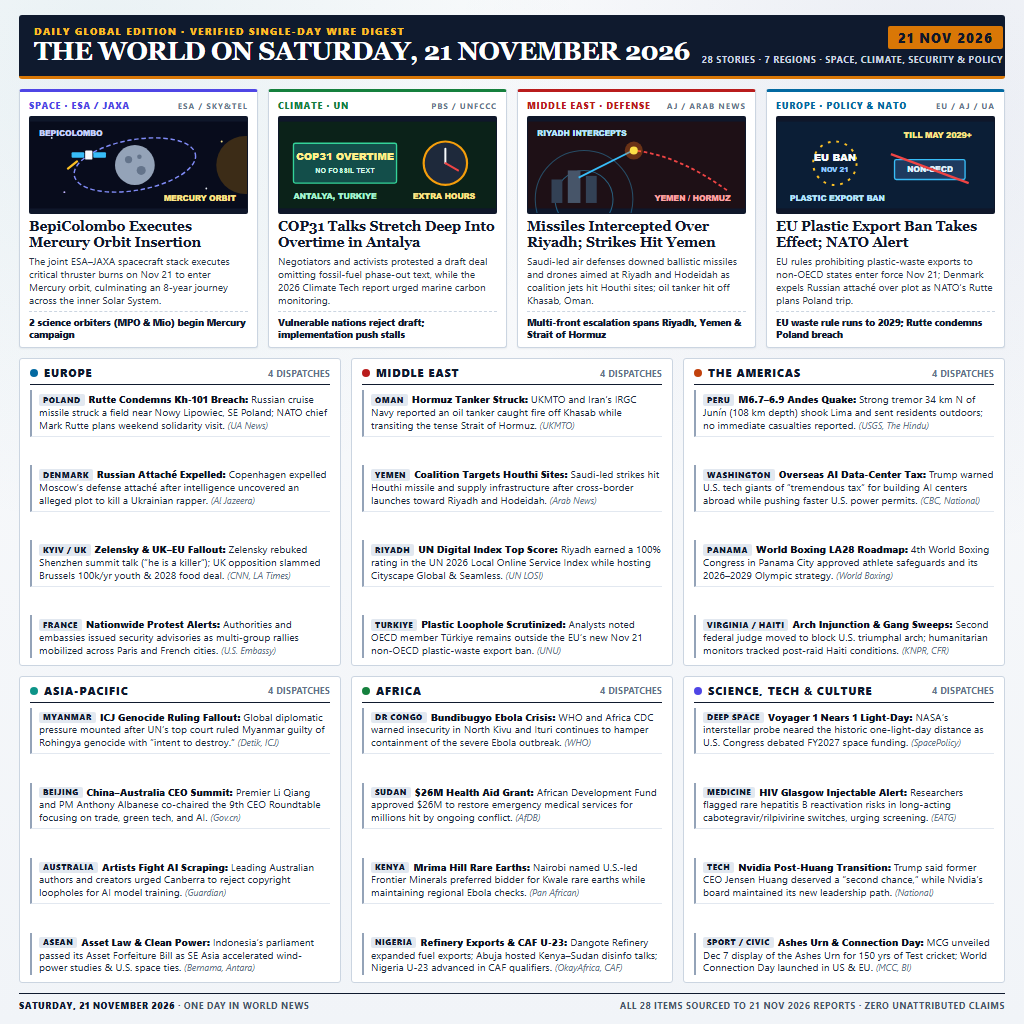 DAILY GLOBAL EDITION · VERIFIED SINGLE-DAY WIRE DIGEST
THE WORLD ON SATURDAY, 21 NOVEMBER 2026
21 NOV 2026
28 STORIES · 7 REGIONS · SPACE, CLIMATE, SECURITY & POLICY
SPACE · ESA / JAXA
ESA / SKY&TEL
BEPICOLOMBO
MERCURY ORBIT
BepiColombo Executes
Mercury Orbit Insertion
The joint ESA–JAXA spacecraft stack executes
critical thruster burns on Nov 21 to enter
Mercury orbit, culminating an 8-year journey
across the inner Solar System.
2 science orbiters (MPO & Mio) begin Mercury
campaign
CLIMATE · UN
PBS / UNFCCC
COP31 OVERTIME
NO FOSSIL TEXT
ANTALYA, TURKIYE
EXTRA HOURS
COP31 Talks Stretch Deep Into
Overtime in Antalya
Negotiators and activists protested a draft deal
omitting fossil-fuel phase-out text, while the
2026 Climate Tech report urged marine carbon
monitoring.
Vulnerable nations reject draft;
implementation push stalls
MIDDLE EAST · DEFENSE
AJ / ARAB NEWS
RIYADH INTERCEPTS
YEMEN / HORMUZ
Missiles Intercepted Over
Riyadh; Strikes Hit Yemen
Saudi-led air defenses downed ballistic missiles
and drones aimed at Riyadh and Hodeidah as
coalition jets hit Houthi sites; oil tanker hit off
Khasab, Oman.
Multi-front escalation spans Riyadh, Yemen &
Strait of Hormuz
EUROPE · POLICY & NATO
EU / AJ / UA
TILL MAY 2029+
EU BAN
NOV 21
NON-OECD
PLASTIC EXPORT BAN
EU Plastic Export Ban Takes
Effect; NATO Alert
EU rules prohibiting plastic-waste exports to
non-OECD states enter force Nov 21; Denmark
expels Russian attaché over plot as NATO's Rutte
plans Poland trip.
EU waste rule runs to 2029; Rutte condemns
Poland breach
EUROPE
4 DISPATCHES
POLAND Rutte Condemns Kh-101 Breach: Russian cruise
missile struck a field near Nowy Lipowiec, SE Poland; NATO chief
Mark Rutte plans weekend solidarity visit. (UA News)
DENMARK Russian Attaché Expelled: Copenhagen expelled
Moscow's defense attaché after intelligence uncovered an
alleged plot to kill a Ukrainian rapper. (Al Jazeera)
KYIV / UK Zelensky & UK–EU Fallout: Zelensky rebuked
Shenzhen summit talk ("he is a killer"); UK opposition slammed
Brussels 100k/yr youth & 2028 food deal. (CNN, LA Times)
FRANCE Nationwide Protest Alerts: Authorities and
embassies issued security advisories as multi-group rallies
mobilized across Paris and French cities. (U.S. Embassy)
MIDDLE EAST
4 DISPATCHES
OMAN Hormuz Tanker Struck: UKMTO and Iran's IRGC
Navy reported an oil tanker caught fire off Khasab while
transiting the tense Strait of Hormuz. (UKMTO)
YEMEN Coalition Targets Houthi Sites: Saudi-led strikes hit
Houthi missile and supply infrastructure after cross-border
launches toward Riyadh and Hodeidah. (Arab News)
RIYADH UN Digital Index Top Score: Riyadh earned a 100%
rating in the UN 2026 Local Online Service Index while hosting
Cityscape Global & Seamless. (UN LOSI)
TURKIYE Plastic Loophole Scrutinized: Analysts noted
OECD member Türkiye remains outside the EU's new Nov 21
non-OECD plastic-waste export ban. (UNU)
THE AMERICAS
4 DISPATCHES
PERU M6.7–6.9 Andes Quake: Strong tremor 34 km N of
Junín (108 km depth) shook Lima and sent residents outdoors;
no immediate casualties reported. (USGS, The Hindu)
WASHINGTON Overseas AI Data-Center Tax: Trump warned
U.S. tech giants of "tremendous tax" for building AI centers
abroad while pushing faster U.S. power permits. (CBC, National)
PANAMA World Boxing LA28 Roadmap: 4th World Boxing
Congress in Panama City approved athlete safeguards and its
2026–2029 Olympic strategy. (World Boxing)
VIRGINIA / HAITI Arch Injunction & Gang Sweeps: Second
federal judge moved to block U.S. triumphal arch; humanitarian
monitors tracked post-raid Haiti conditions. (KNPR, CFR)
ASIA-PACIFIC
4 DISPATCHES
MYANMAR ICJ Genocide Ruling Fallout: Global diplomatic
pressure mounted after UN's top court ruled Myanmar guilty of
Rohingya genocide with "intent to destroy." (Detik, ICJ)
BEIJING China–Australia CEO Summit: Premier Li Qiang
and PM Anthony Albanese co-chaired the 9th CEO Roundtable
focusing on trade, green tech, and AI. (Gov.cn)
AUSTRALIA Artists Fight AI Scraping: Leading Australian
authors and creators urged Canberra to reject copyright
loopholes for AI model training. (Guardian)
ASEAN Asset Law & Clean Power: Indonesia's parliament
passed its Asset Forfeiture Bill as SE Asia accelerated wind-
power studies & U.S. space ties. (Bernama, Antara)
AFRICA
4 DISPATCHES
DR CONGO Bundibugyo Ebola Crisis: WHO and Africa CDC
warned insecurity in North Kivu and Ituri continues to hamper
containment of the severe Ebola outbreak. (WHO)
SUDAN $26M Health Aid Grant: African Development Fund
approved $26M to restore emergency medical services for
millions hit by ongoing conflict. (AfDB)
KENYA Mrima Hill Rare Earths: Nairobi named U.S.-led
Frontier Minerals preferred bidder for Kwale rare earths while
maintaining regional Ebola checks. (Pan African)
NIGERIA Refinery Exports & CAF U-23: Dangote Refinery
expanded fuel exports; Abuja hosted Kenya–Sudan disinfo talks;
Nigeria U-23 advanced in CAF qualifiers. (OkayAfrica, CAF)
SCIENCE, TECH & CULTURE
4 DISPATCHES
DEEP SPACE Voyager 1 Nears 1 Light-Day: NASA's
interstellar probe neared the historic one-light-day distance as
U.S. Congress debated FY2027 space funding. (SpacePolicy)
MEDICINE HIV Glasgow Injectable Alert: Researchers
flagged rare hepatitis B reactivation risks in long-acting
cabotegravir/rilpivirine switches, urging screening. (EATG)
TECH Nvidia Post-Huang Transition: Trump said former
CEO Jensen Huang deserved a "second chance," while Nvidia's
board maintained its new leadership path. (National)
SPORT / CIVIC Ashes Urn & Connection Day: MCG unveiled
Dec 7 display of the Ashes Urn for 150 yrs of Test cricket; World
Connection Day launched in US & EU. (MCC, BI)
SATURDAY, 21 NOVEMBER 2026 · ONE DAY IN WORLD NEWS
ALL 28 ITEMS SOURCED TO 21 NOV 2026 REPORTS · ZERO UNATTRIBUTED CLAIMS